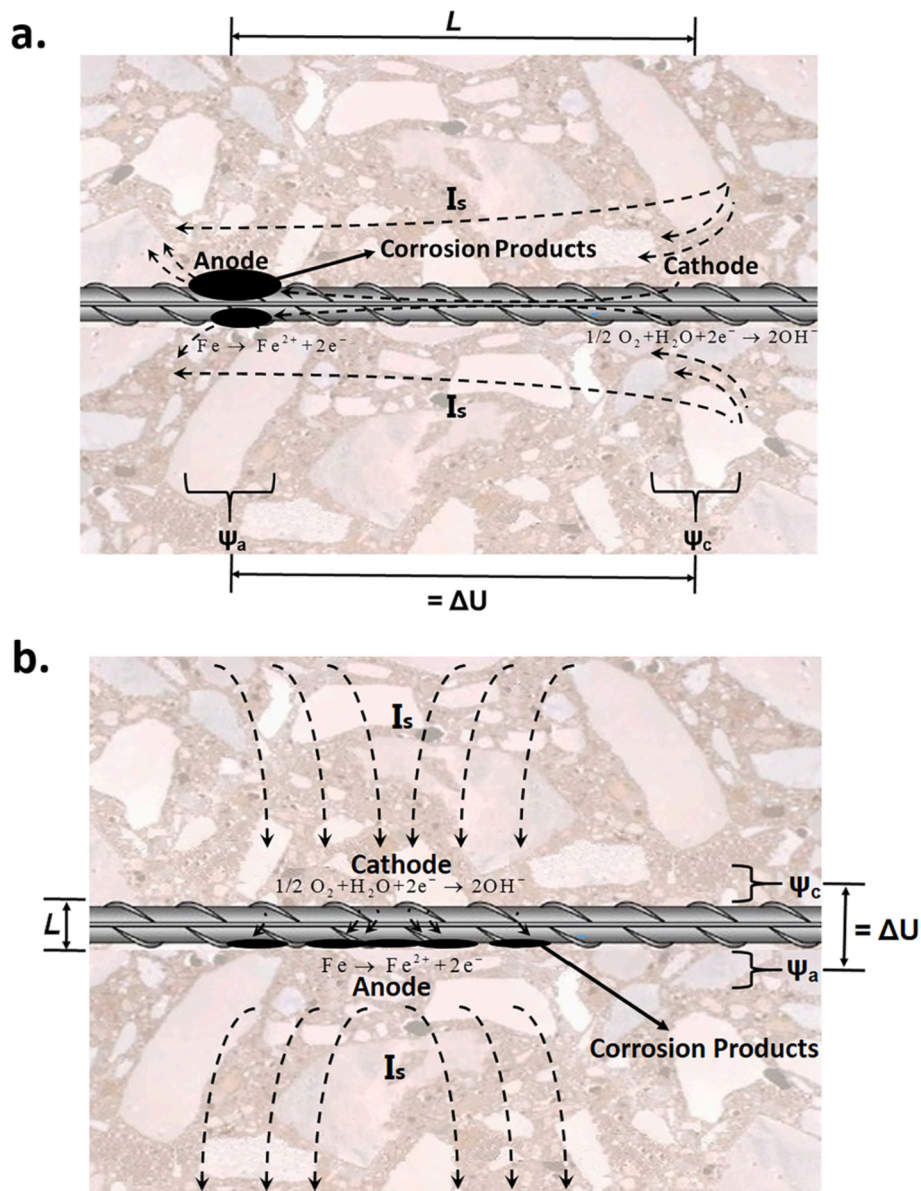 a.
L
Iₛ
Corrosion Products
Anode
Cathode
Fe → Fe²⁺+2e⁻
1/2 O₂+H₂O+2e⁻ → 2OH⁻
Iₛ
Ψₐ
Ψc
= ΔU
b.
Iₛ
Cathode
1/2 O₂+H₂O+2e⁻ → 2OH⁻
Ψc
L
= ΔU
Fe → Fe²⁺+2e⁻
Ψₐ
Anode
Corrosion Products
Iₛ